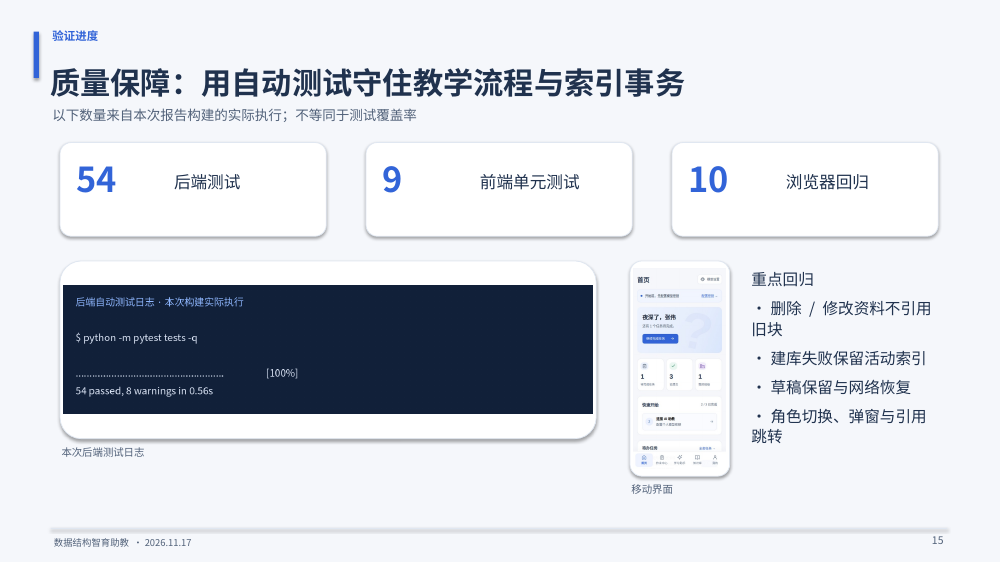 验证进度
质量保障：用自动测试守住教学流程与索引事务
以下数量来自本次报告构建的实际执行；不等同于测试覆盖率
54 后端测试
9 前端单元测试
10 浏览器回归
后端自动测试日志 · 本次构建实际执行
$ python -m pytest tests -q
...................................................... [100%]
54 passed, 8 warnings in 0.56s
本次后端测试日志
首页
夜深了，张伟
1
3
1
快速开始
移动界面
重点回归
• 删除 / 修改资料不引用
旧块
• 建库失败保留活动索引
• 草稿保留与网络恢复
• 角色切换、弹窗与引用
跳转
数据结构智育助教 • 2026.11.17
15